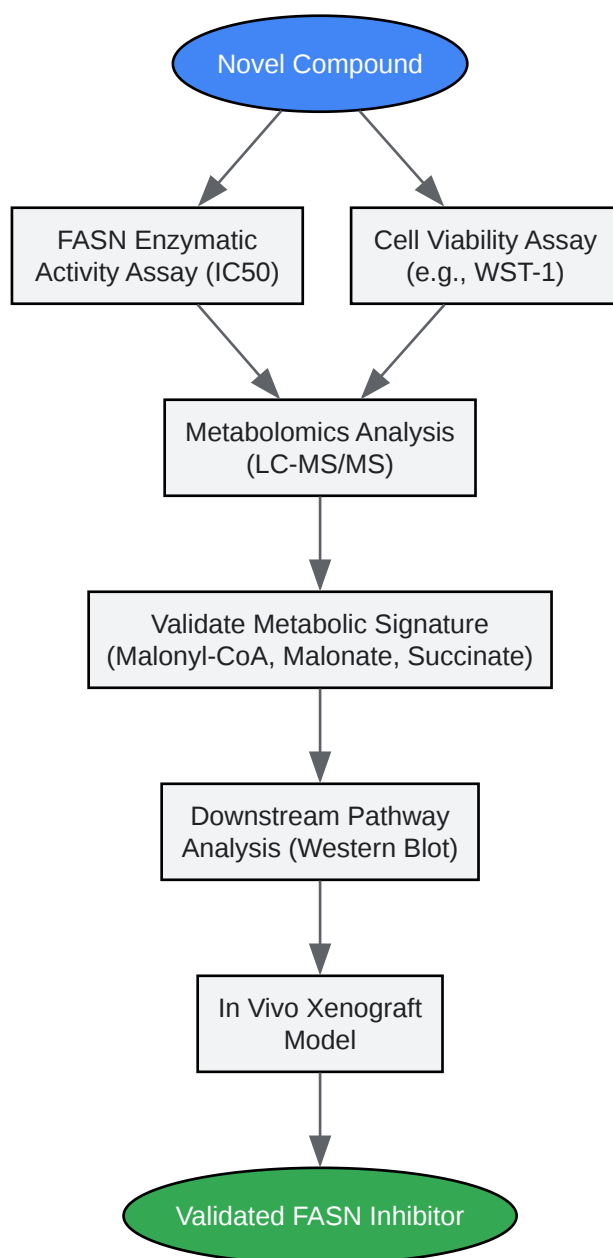 Novel Compound
FASN Enzymatic
Activity Assay (IC50)
Cell Viability Assay
(e.g., WST-1)
Metabolomics Analysis
(LC-MS/MS)
Validate Metabolic Signature
(Malonyl-CoA, Malonate, Succinate)
Downstream Pathway
Analysis (Western Blot)
In Vivo Xenograft
Model
Validated FASN Inhibitor